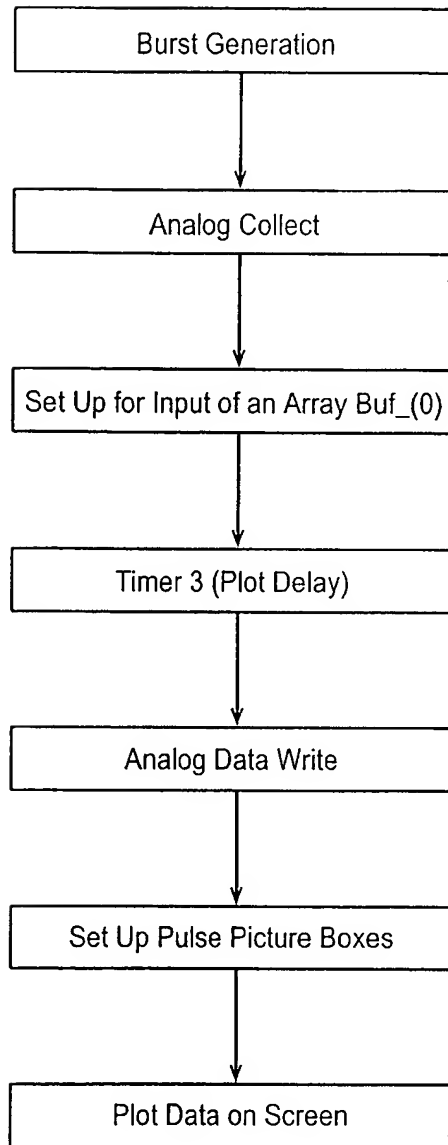 Burst Generation
Analog Collect
Set Up for Input of an Array Buf_(0)
Timer 3 (Plot Delay)
Analog Data Write
Set Up Pulse Picture Boxes
Plot Data on Screen